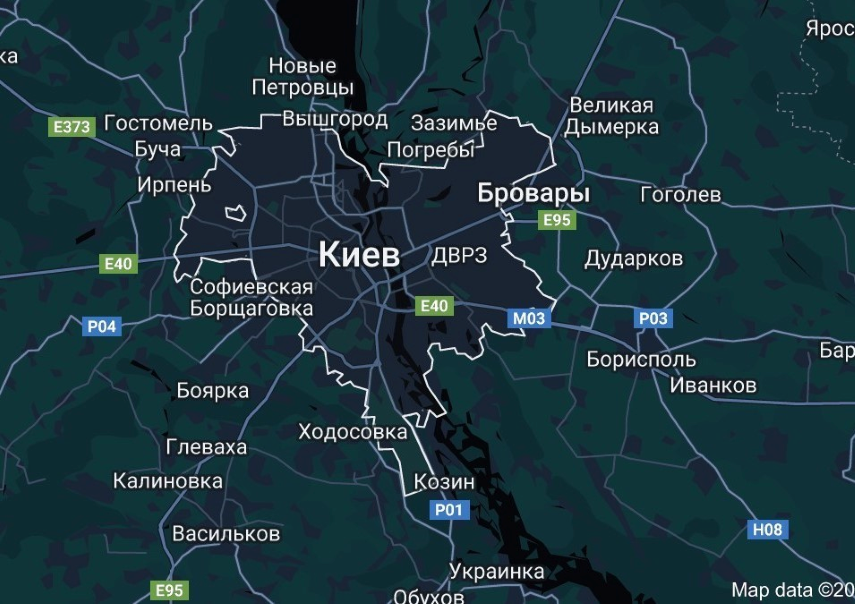 Ярос
ка
Новые
Петровцы
Великая
Дымерка
E373
Гостомель
Вышгород
Зазимье
Буча
Погребы
Ирпень
Бровары
Гоголев
E95
Киев
ДВРЗ
Дударков
E40
Софиевская
Борщаговка
E40
M03
P03
P04
Бар
Борисполь
Иванков
Боярка
Ходосовка
Глеваха
Калиновка
Козин
P01
Васильков
H08
Украинка
E95
Обухов
Map data ©20